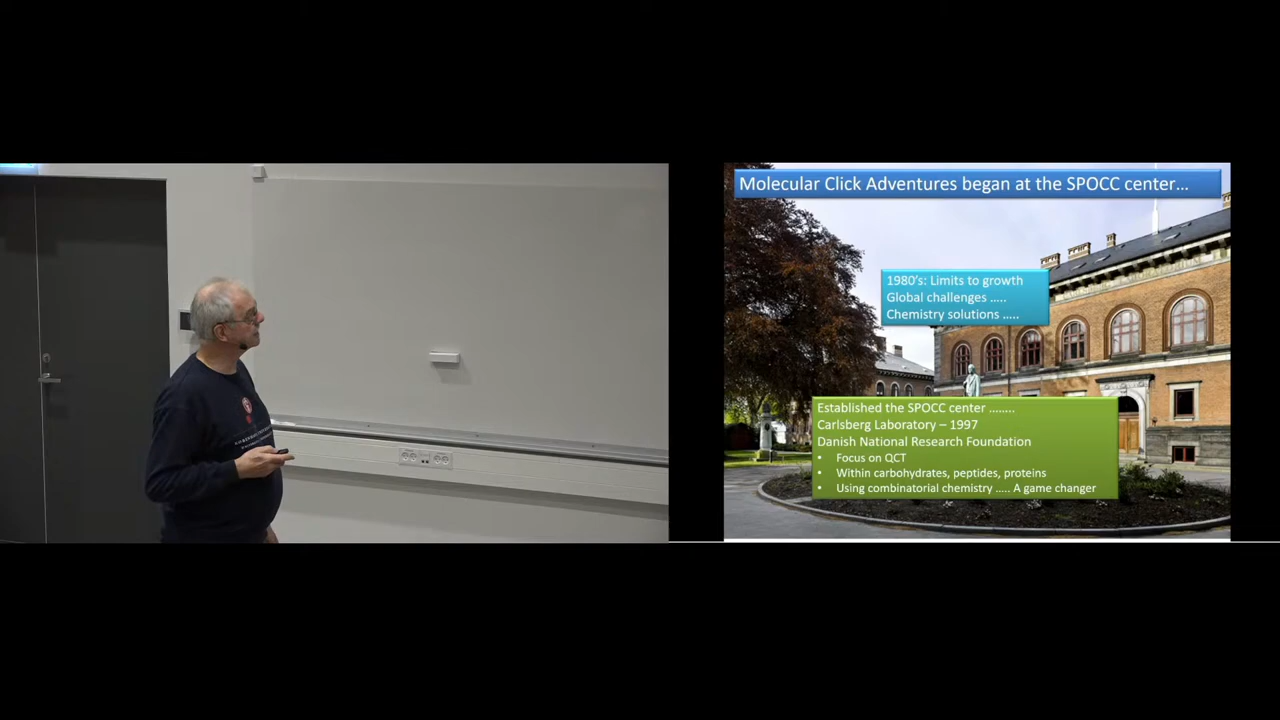 Molecular Click Adventures began at the SPOCC center...
1980's: Limits to growth
Global challenges .....
Chemistry solutions .....
Established the SPOCC center ........
Carlsberg Laboratory – 1997
Danish National Research Foundation
• Focus on QCT
• Within carbohydrates, peptides, proteins
• Using combinatorial chemistry ..... A game changer